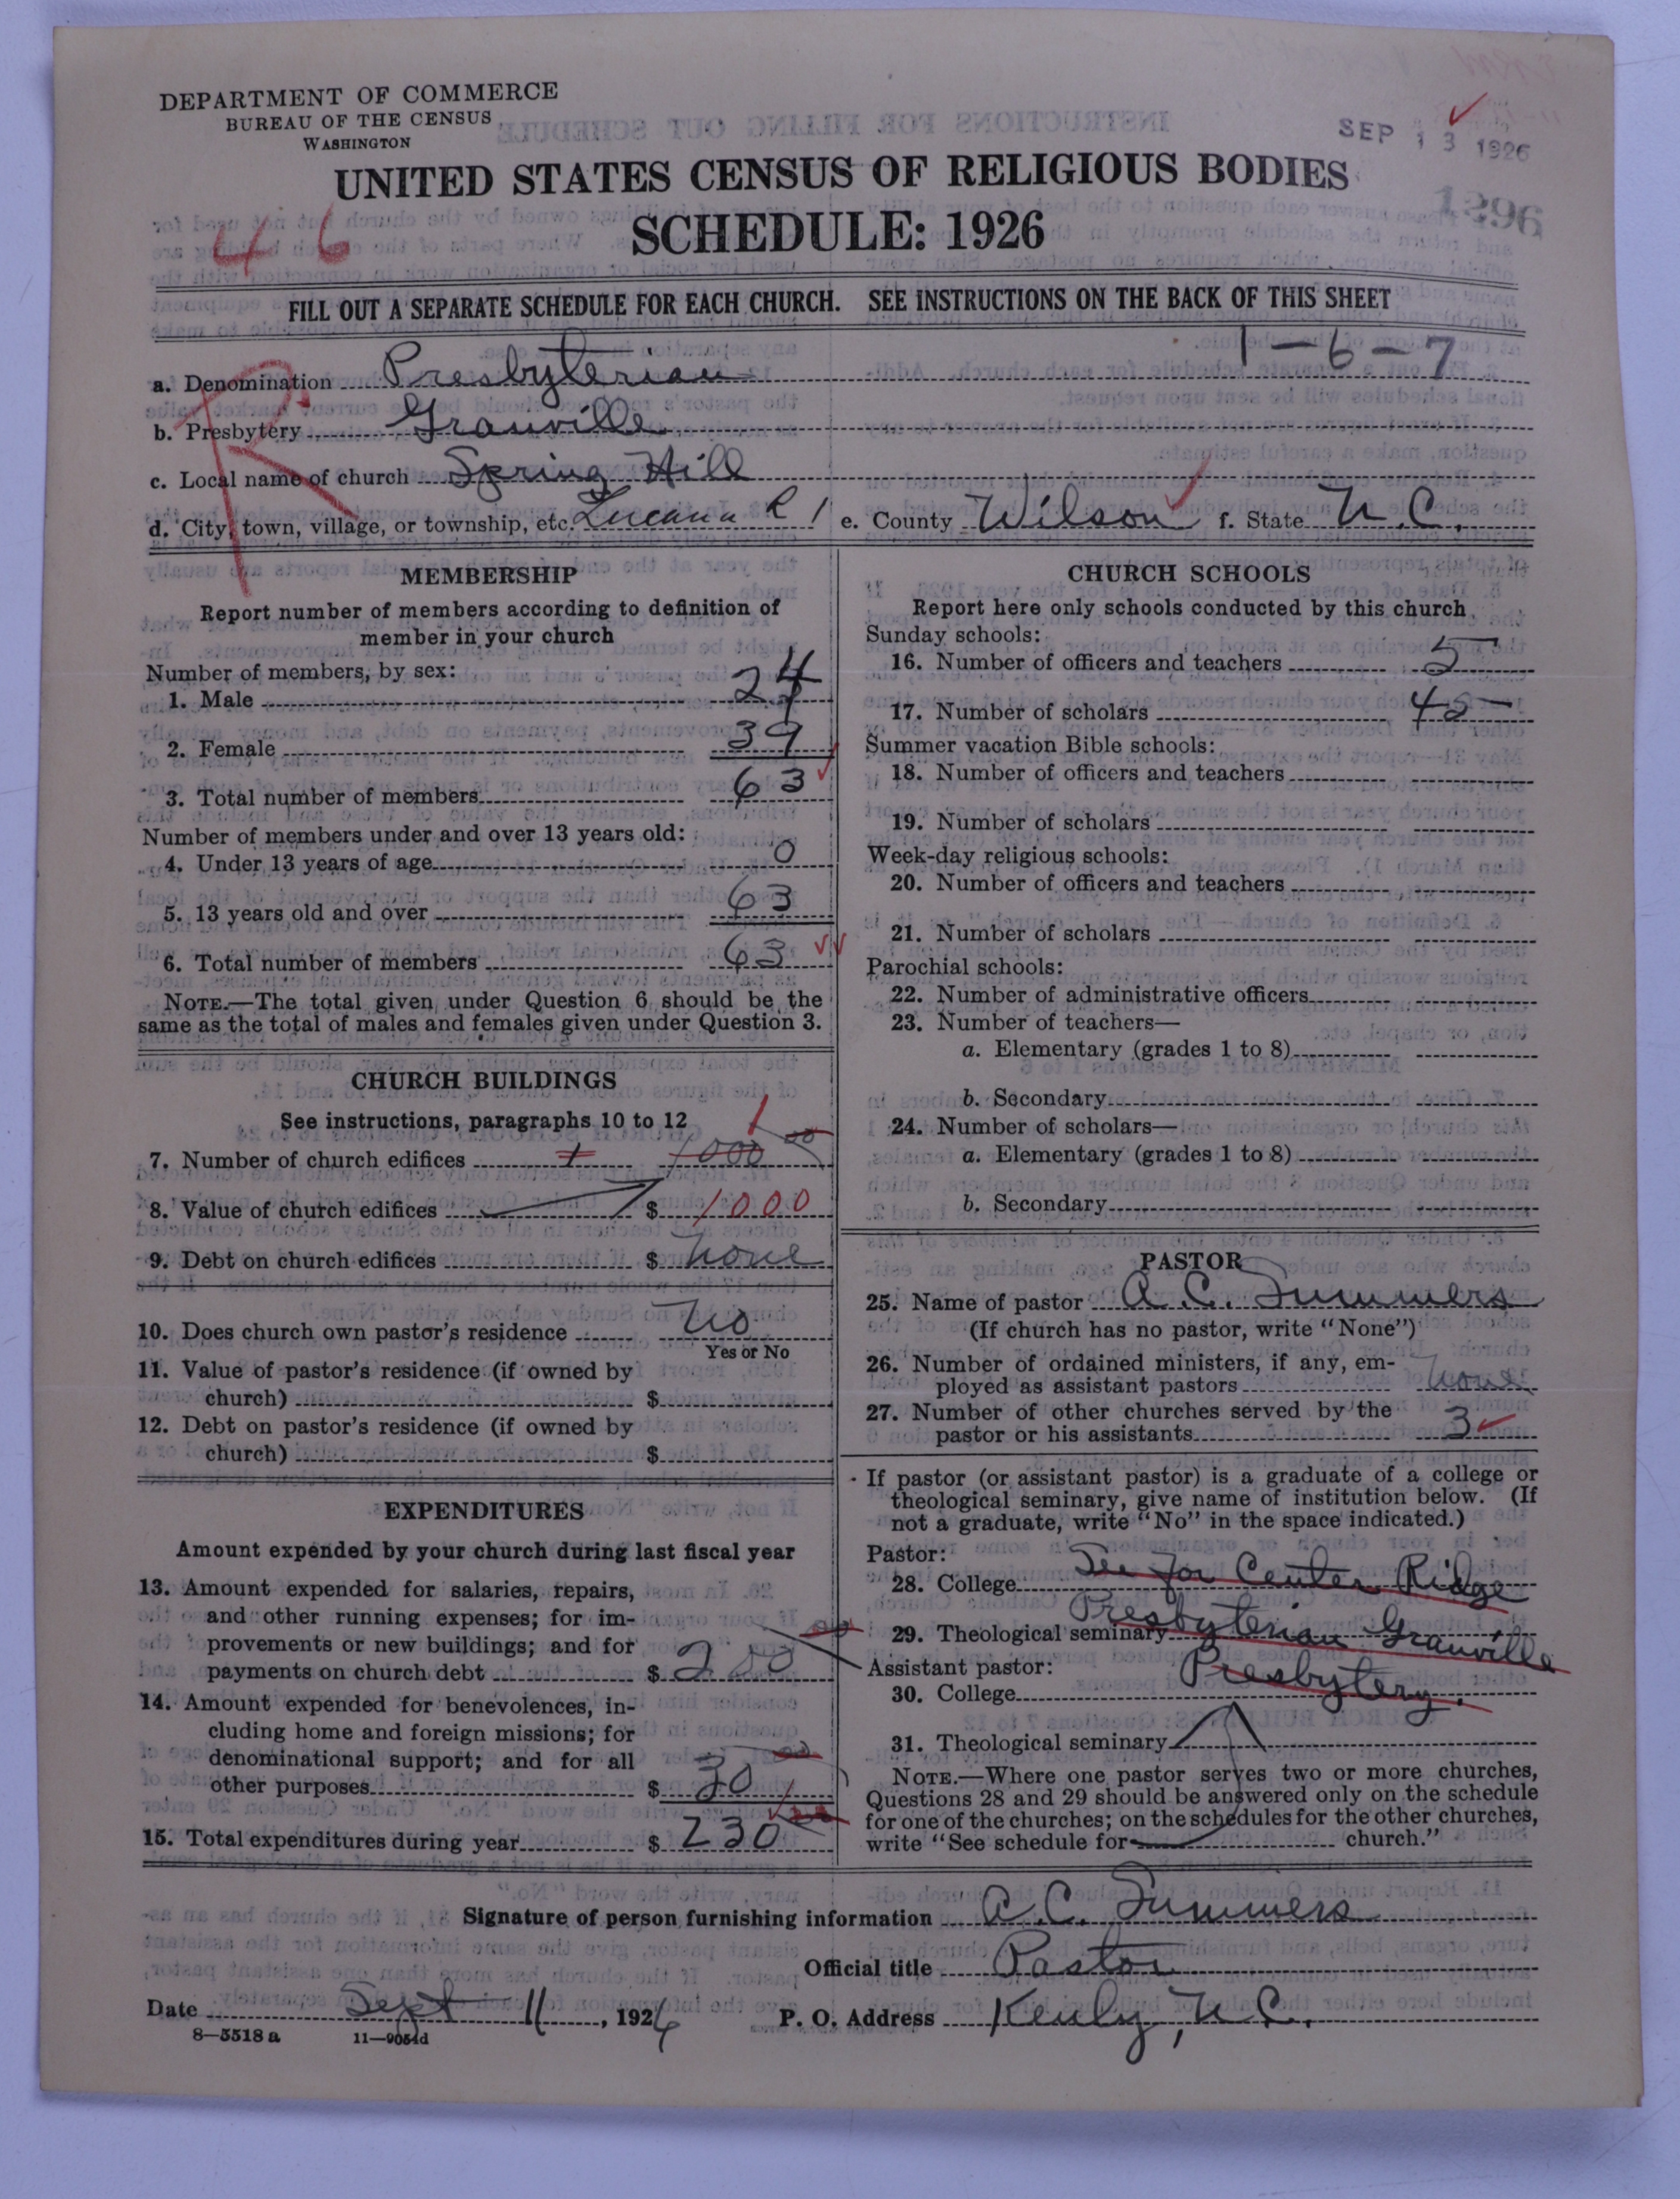 DEPARTMENT OF COMMERCE
BUREAU OF THE CENSUS
WASHINGTON
SEP 13 1926
UNITED STATES CENSUS OF RELIGIOUS BODIES
SCHEDULE: 1926
1296
46
FILL OUT A SEPARATE SCHEDULE FOR EACH CHURCH. SEE INSTRUCTIONS ON THE BACK OF THIS SHEET
1-6-7
a. Denomination Presbyterian
b. Presbytery Granville
c. Local name of church Spring Hill
d. City, town, village, or township, etc. Lucama R 1 e. County Wilson f. State N.C.
MEMBERSHIP
Report number of members according to definition of
member in your church
Number of members, by sex:
1. Male 24
2. Female 39
3. Total number of members 63
Number of members under and over 13 years old:
4. Under 13 years of age 0
5. 13 years old and over 63
6. Total number of members 63
NOTE.—The total given under Question 6 should be the
same as the total of males and females given under Question 3.
CHURCH BUILDINGS
See instructions, paragraphs 10 to 12
7. Number of church edifices 1 1000 00 1
8. Value of church edifices $ 1000
9. Debt on church edifices $ None
10. Does church own pastor's residence No
Yes or No
11. Value of pastor's residence (if owned by
church) $
12. Debt on pastor's residence (if owned by
church) $
EXPENDITURES
Amount expended by your church during last fiscal year
13. Amount expended for salaries, repairs,
and other running expenses; for im-
provements or new buildings; and for
payments on church debt $ 200 00
14. Amount expended for benevolences, in-
cluding home and foreign missions; for
denominational support; and for all
other purposes $ 30 00
15. Total expenditures during year $ 230
CHURCH SCHOOLS
Report here only schools conducted by this church
Sunday schools:
16. Number of officers and teachers 5
17. Number of scholars 45
Summer vacation Bible schools:
18. Number of officers and teachers
19. Number of scholars
Week-day religious schools:
20. Number of officers and teachers
21. Number of scholars
Parochial schools:
22. Number of administrative officers
23. Number of teachers—
a. Elementary (grades 1 to 8)
b. Secondary
24. Number of scholars—
a. Elementary (grades 1 to 8)
b. Secondary
PASTOR
25. Name of pastor A. C. Summers
(If church has no pastor, write "None")
26. Number of ordained ministers, if any, em-
ployed as assistant pastors None
27. Number of other churches served by the
pastor or his assistants 3
If pastor (or assistant pastor) is a graduate of a college or
theological seminary, give name of institution below. (If
not a graduate, write "No" in the space indicated.)
Pastor:
28. College See for Center Ridge
29. Theological seminary Presbyterian Granville
Assistant pastor: Presbytery.
30. College
31. Theological seminary
NOTE.—Where one pastor serves two or more churches,
Questions 28 and 29 should be answered only on the schedule
for one of the churches; on the schedules for the other churches,
write "See schedule for church."
Signature of person furnishing information A. C. Summers
Official title Pastor
Date Sept 11, 1926 P. O. Address Kenly, N.C.
8—5518 a 11—9054d